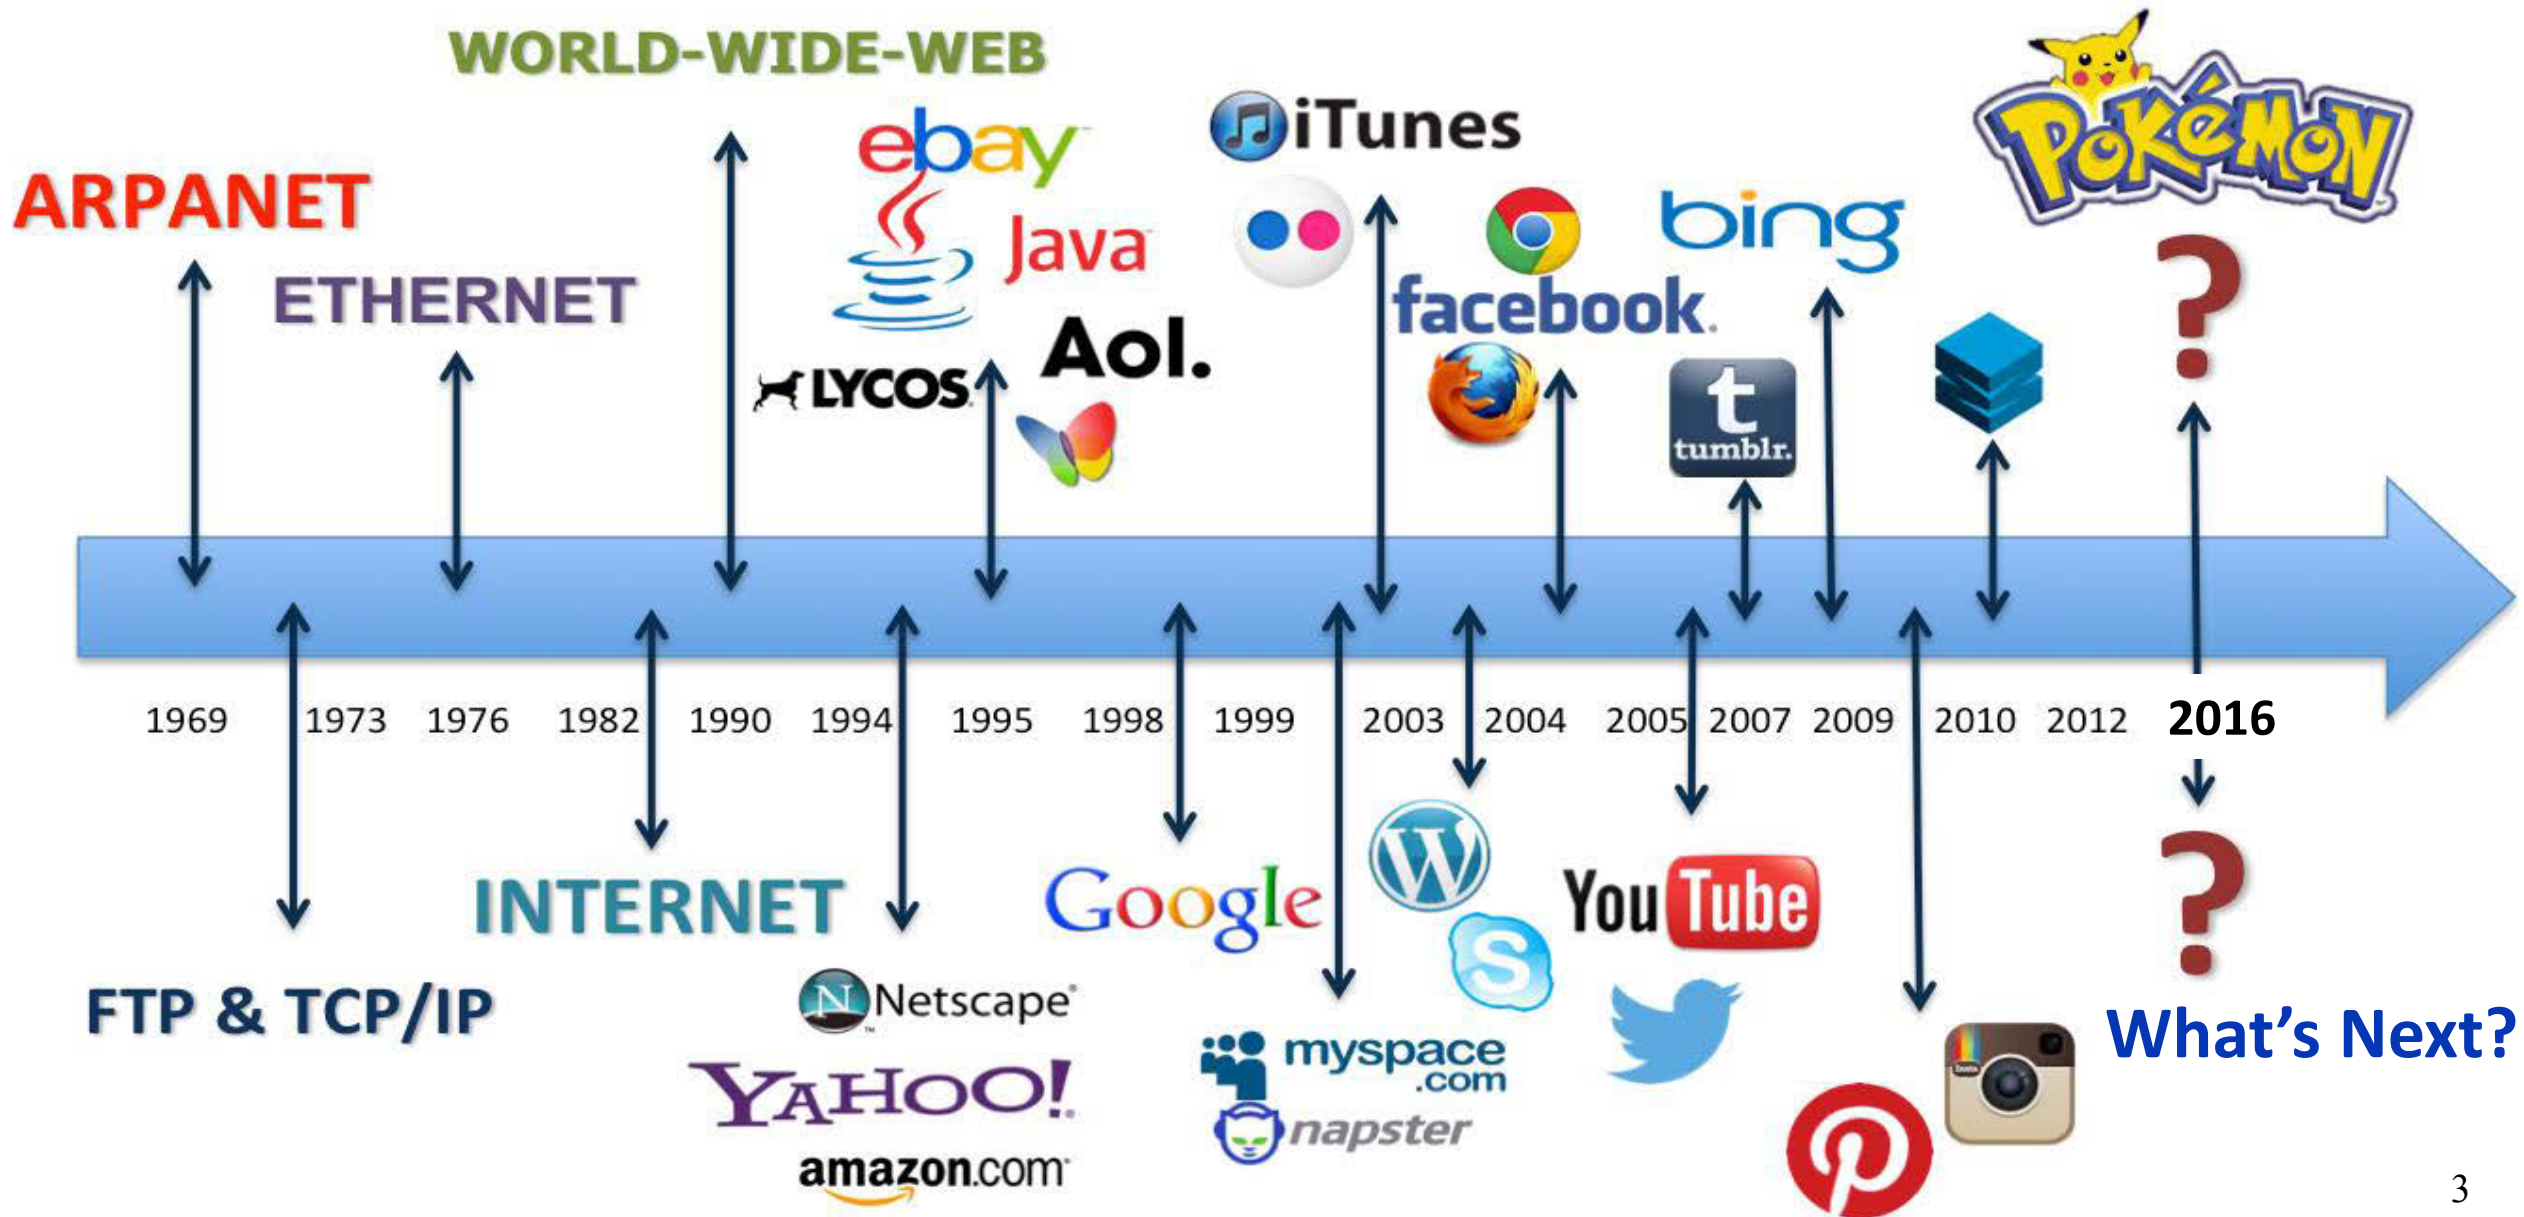 WORLD-WIDE-WEB
ebay
iTunes
POKéMON
ARPANET
Java
bing
?
ETHERNET
facebook.
Aol.
LYCOS
t
tumblr.
1969 1973 1976 1982 1990 1994 1995 1998 1999 2003 2004 2005 2007 2009 2010 2012 2016
W
?
INTERNET
Google
You Tube
S
FTP & TCP/IP
N Netscape
What's Next?
myspace
.com
YAHOO!
napster
P
amazon.com
3